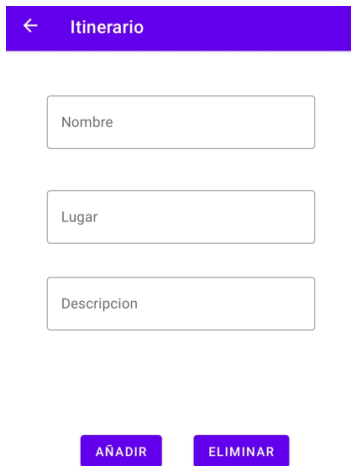 Itinerario
Nombre
Lugar
Descripcion
AÑADIR ELIMINAR